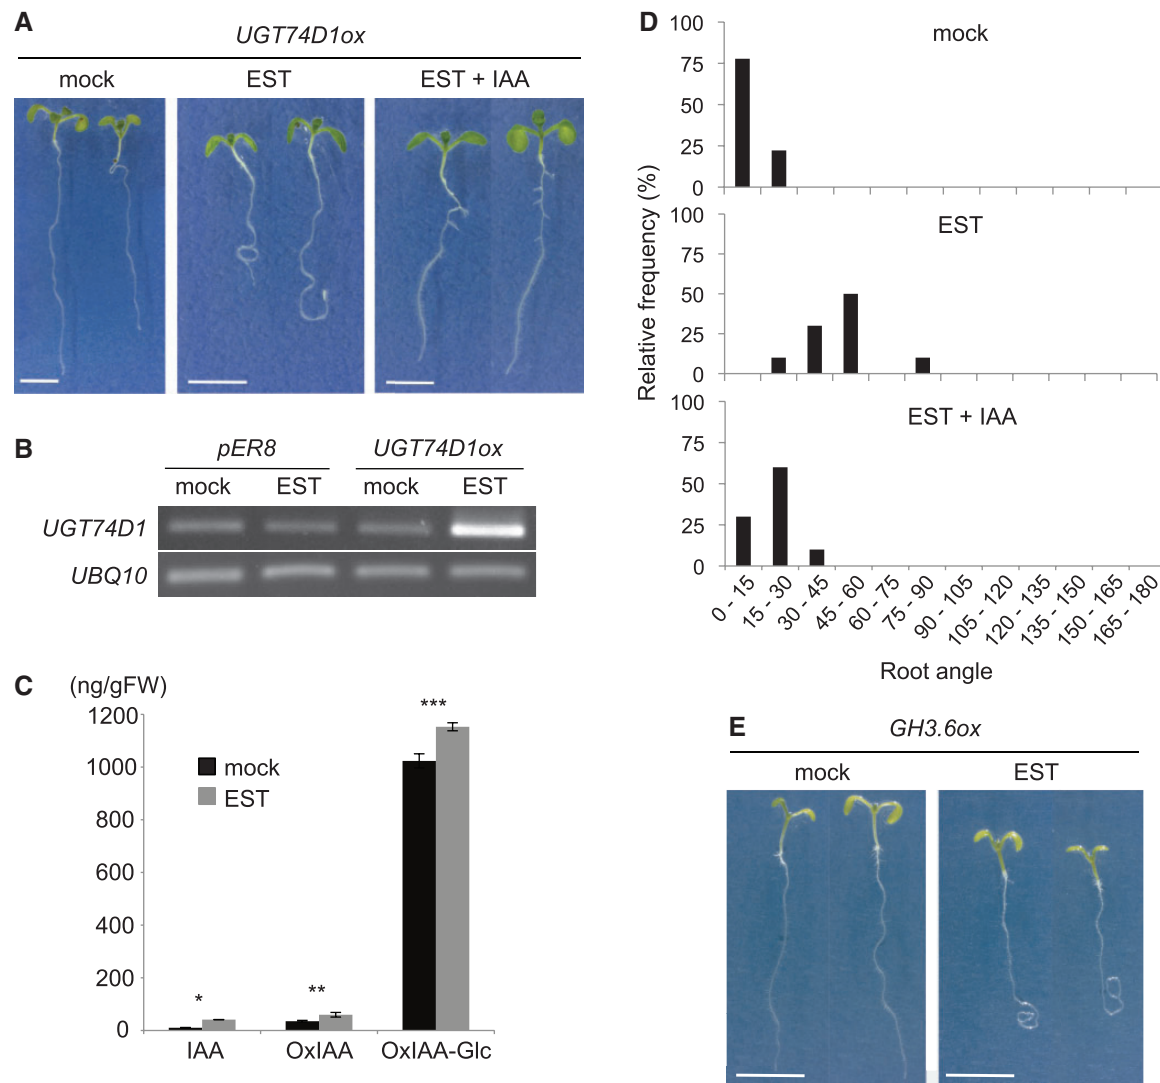 A
UGT74D1ox
mock EST EST + IAA
B
pER8 UGT74D1ox
mock EST mock EST
UGT74D1
UBQ10
C
(ng/gFW)
1200
1000
800
600
400
200
0
mock
EST
*
**
***
IAA OxIAA OxIAA-Glc
D
Relative frequency (%)
100
75
50
25
0
mock
100
75
50
25
0
EST
100
75
50
25
0
EST + IAA
0 - 15
15 - 30
30 - 45
45 - 60
60 - 75
75 - 90
90 - 105
105 - 120
120 - 135
135 - 150
150 - 165
165 - 180
Root angle
E
GH3.6ox
mock EST